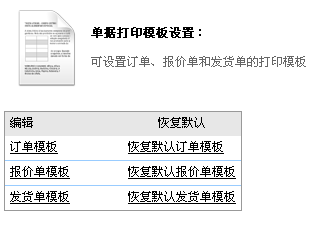 单据打印模板设置：
可设置订单、报价单和发货单的打印模板
编辑 恢复默认
订单模板 恢复默认订单模板
报价单模板 恢复默认报价单模板
发货单模板 恢复默认发货单模板